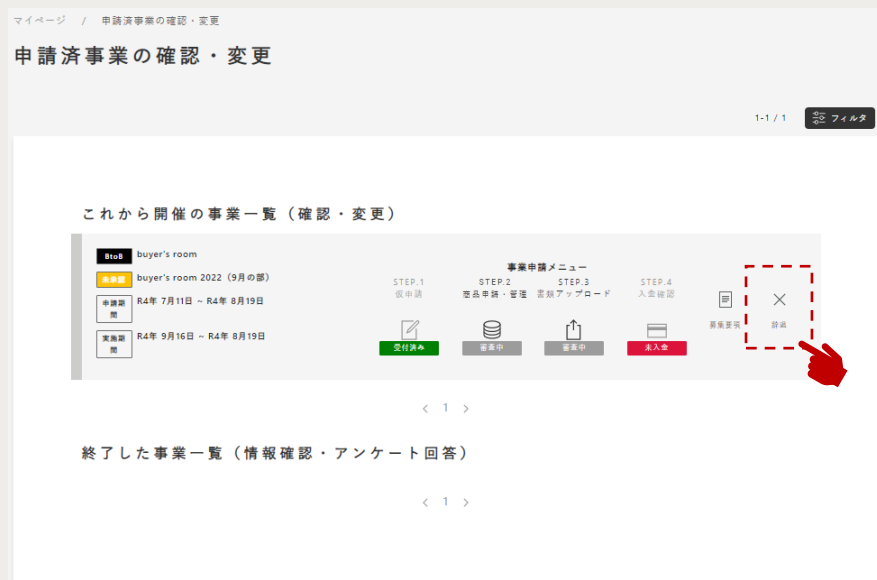 マイページ / 申請済事業の確認・変更
申請済事業の確認・変更
1-1 / 1 フィルタ
これから開催の事業一覧（確認・変更）
BtoB buyer's room
未承認 buyer's room 2022（9月の部）
申請期間 R4年 7月11日 ~ R4年 8月19日
実施期間 R4年 9月16日 ~ R4年 8月19日
事業申請メニュー
STEP.1 STEP.2 STEP.3 STEP.4
仮申請 商品申請・管理 書類アップロード 入金確認
受付済み 審査中 審査中 未入金
募集要項 辞退
< 1 >
終了した事業一覧（情報確認・アンケート回答）
< 1 >